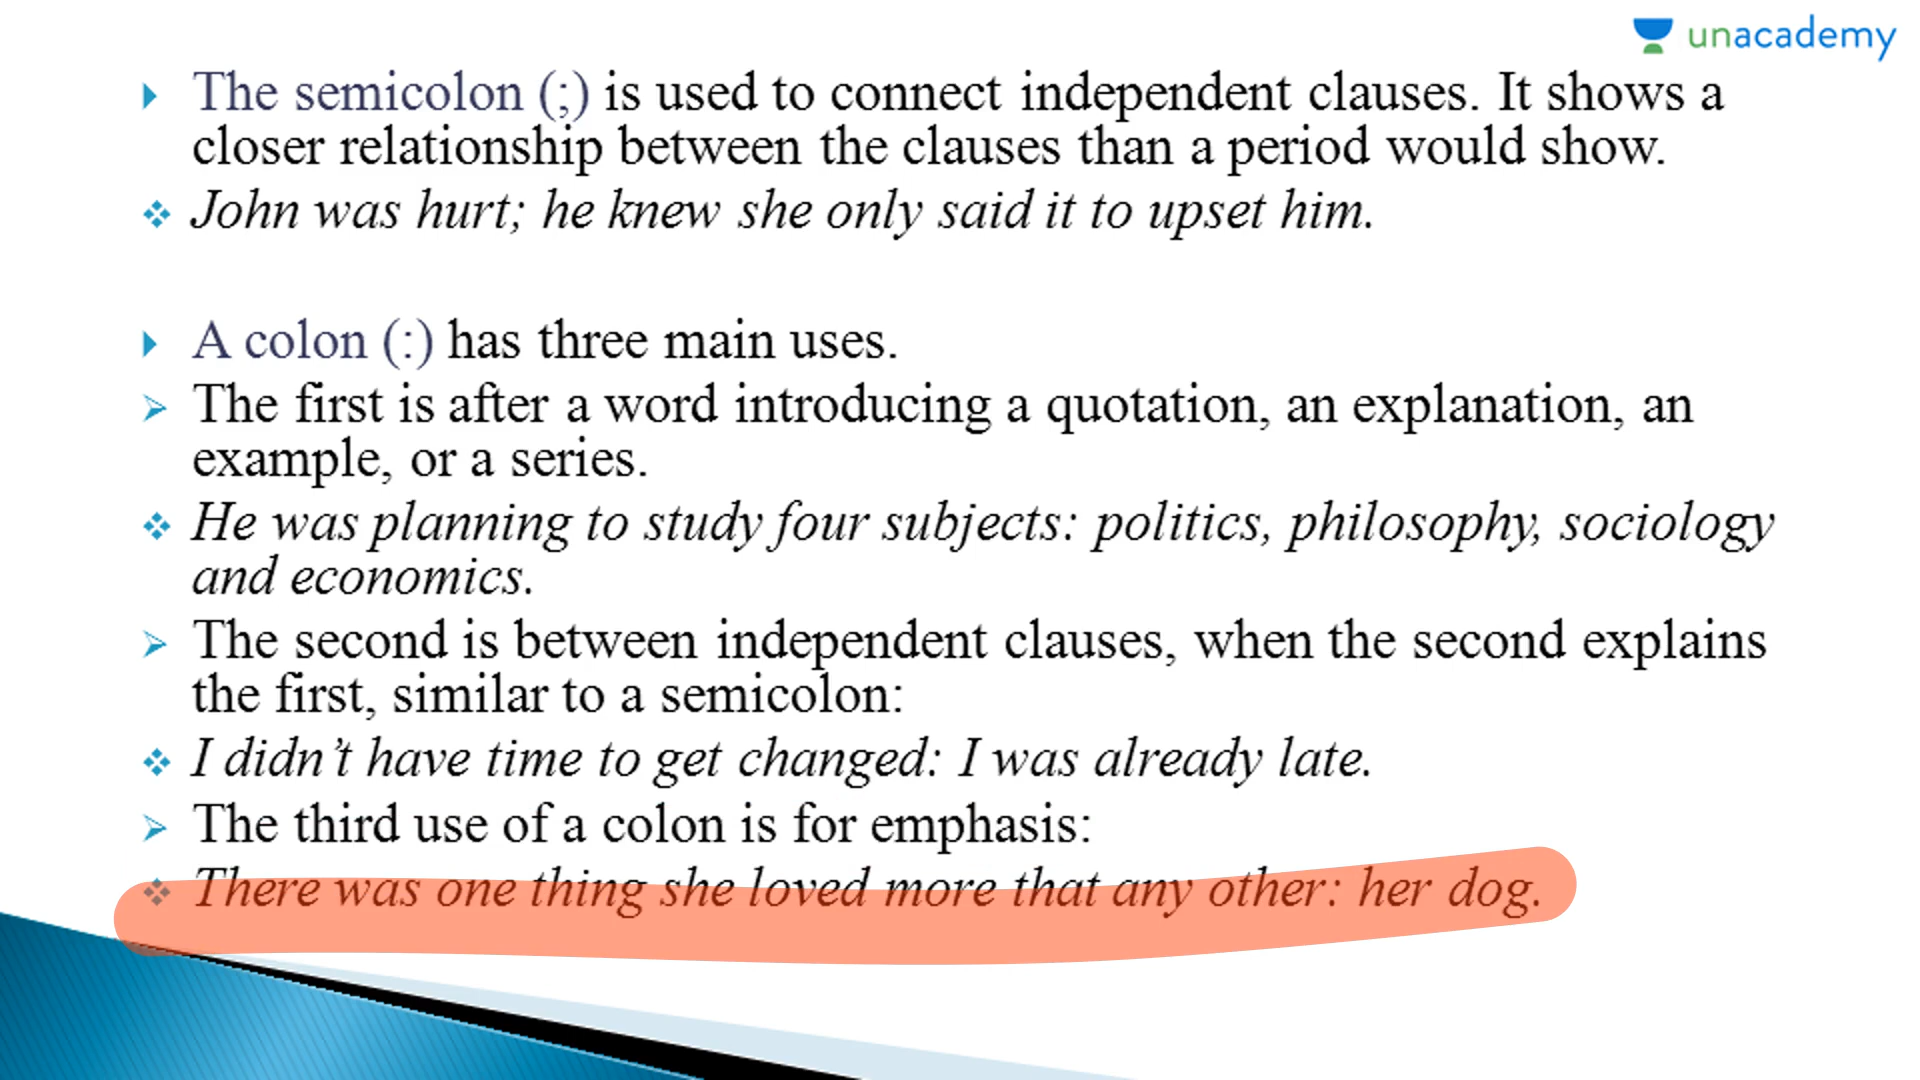 unacademy
The semicolon (;) is used to connect independent clauses. It shows a
closer relationship between the clauses than a period would show.
John was hurt; he knew she only said it to upset him.
A colon (:) has three main uses.
The first is after a word introducing a quotation, an explanation, an
example, or a series.
He was planning to study four subjects: politics, philosophy, sociology
and economics.
The second is between independent clauses, when the second explains
the first, similar to a semicolon:
I didn’t have time to get changed: I was already late.
The third use of a colon is for emphasis:
There was one thing she loved more that any other: her dog.